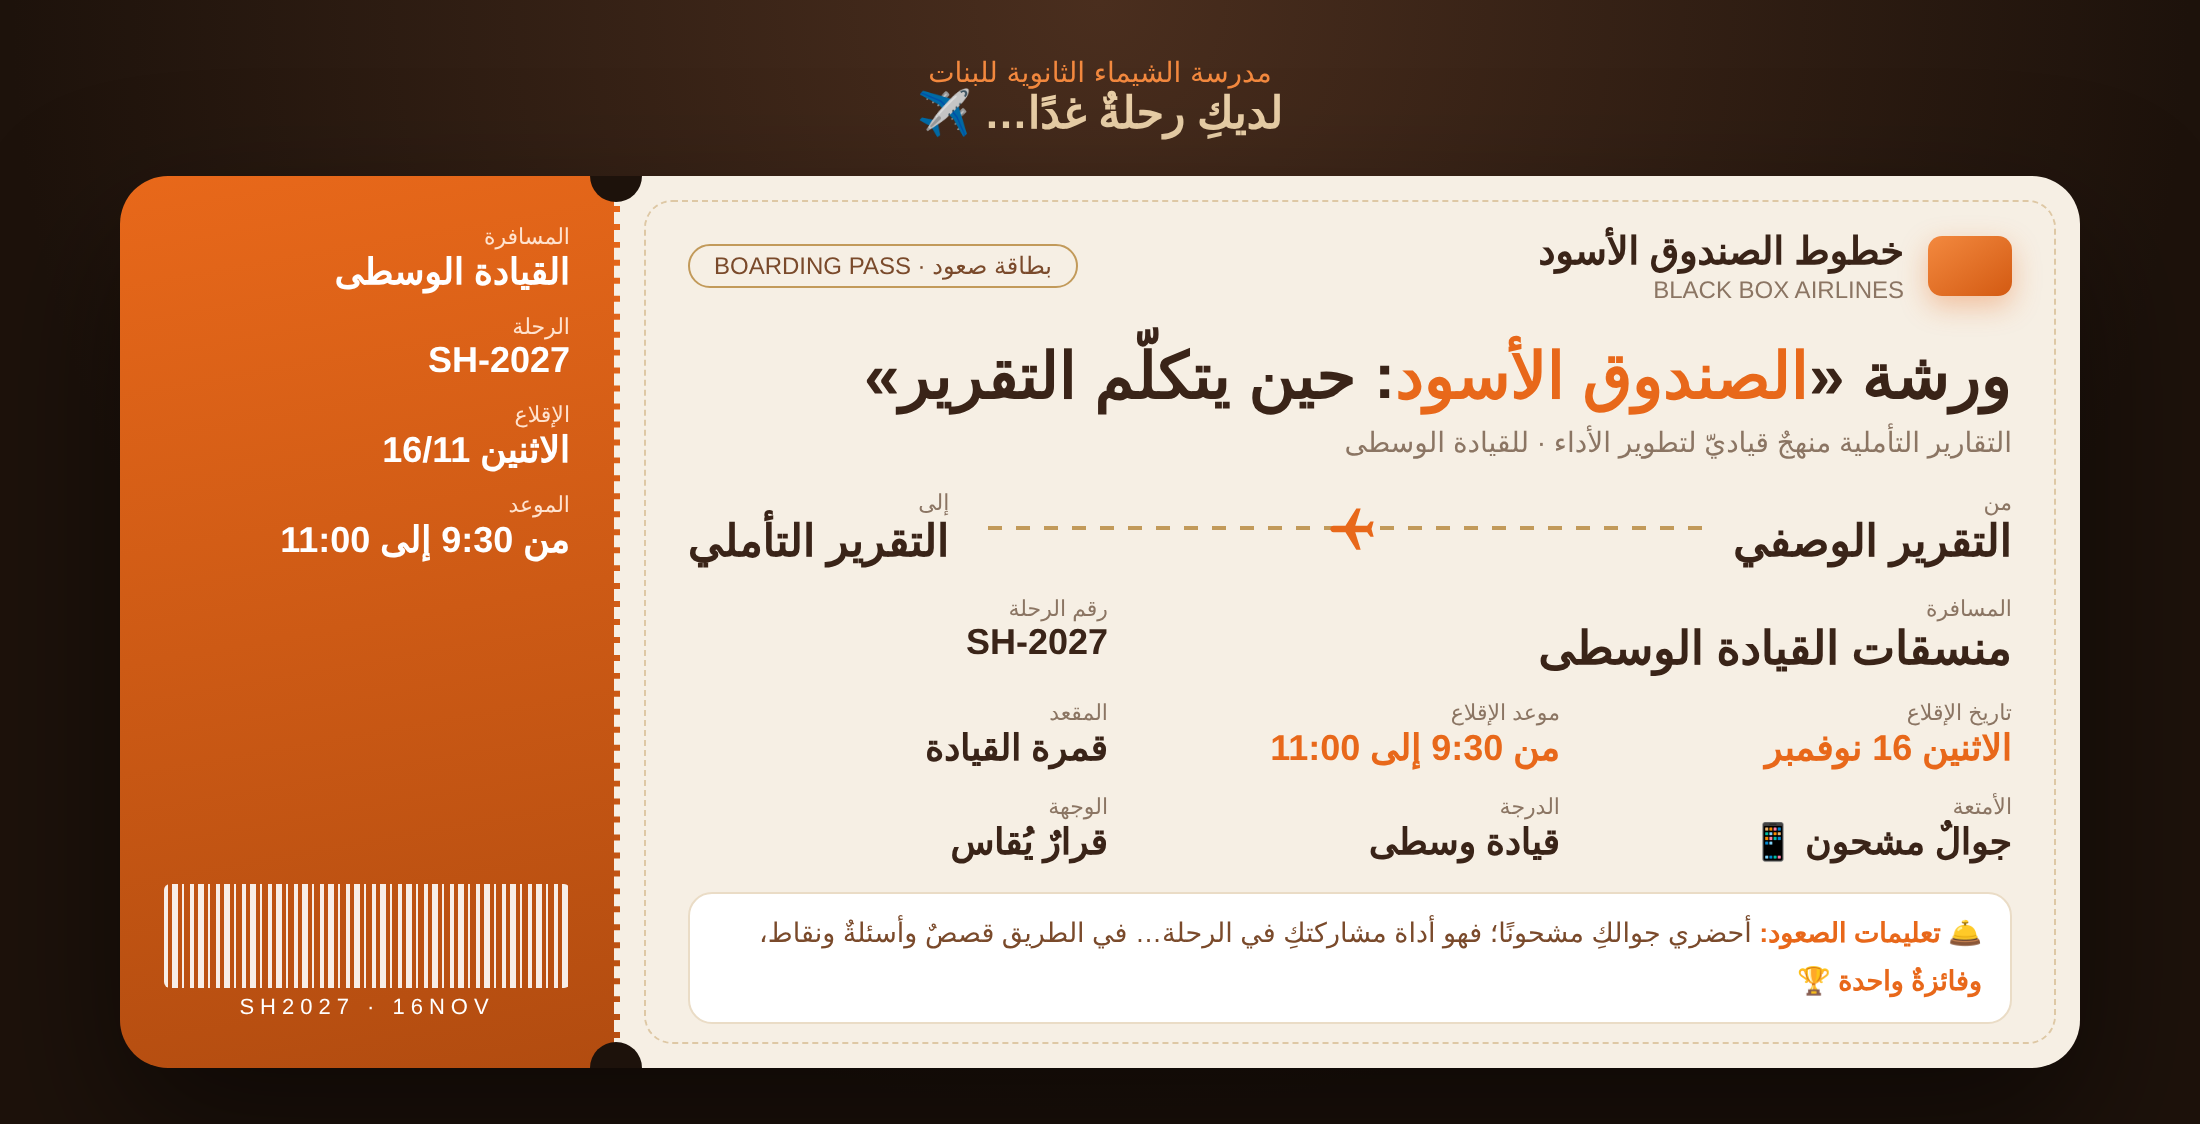 مدرسة الشيماء الثانوية للبنات
لديكِ رحلةٌ غدًا... ✈️
خطوط الصندوق الأسود
BLACK BOX AIRLINES
بطاقة صعود · BOARDING PASS
ورشة «الصندوق الأسود: حين يتكلّم التقرير»
التقارير التأملية منهجٌ قياديّ لتطوير الأداء · للقيادة الوسطى
من
التقرير الوصفي
إلى
التقرير التأملي
المسافرة
منسقات القيادة الوسطى
رقم الرحلة
SH-2027
تاريخ الإقلاع
الاثنين 16 نوفمبر
موعد الإقلاع
من 9:30 إلى 11:00
المقعد
قمرة القيادة
الأمتعة
جوالٌ مشحون 📱
الدرجة
قيادة وسطى
الوجهة
قرارٌ يُقاس
🛎️ تعليمات الصعود: أحضري جوالكِ مشحونًا؛ فهو أداة مشاركتكِ في الرحلة... في الطريق قصصٌ وأسئلةٌ ونقاط،
وفائزةٌ واحدة 🏆
المسافرة
القيادة الوسطى
الرحلة
SH-2027
الإقلاع
الاثنين 16/11
الموعد
من 9:30 إلى 11:00
SH2027 · 16NOV